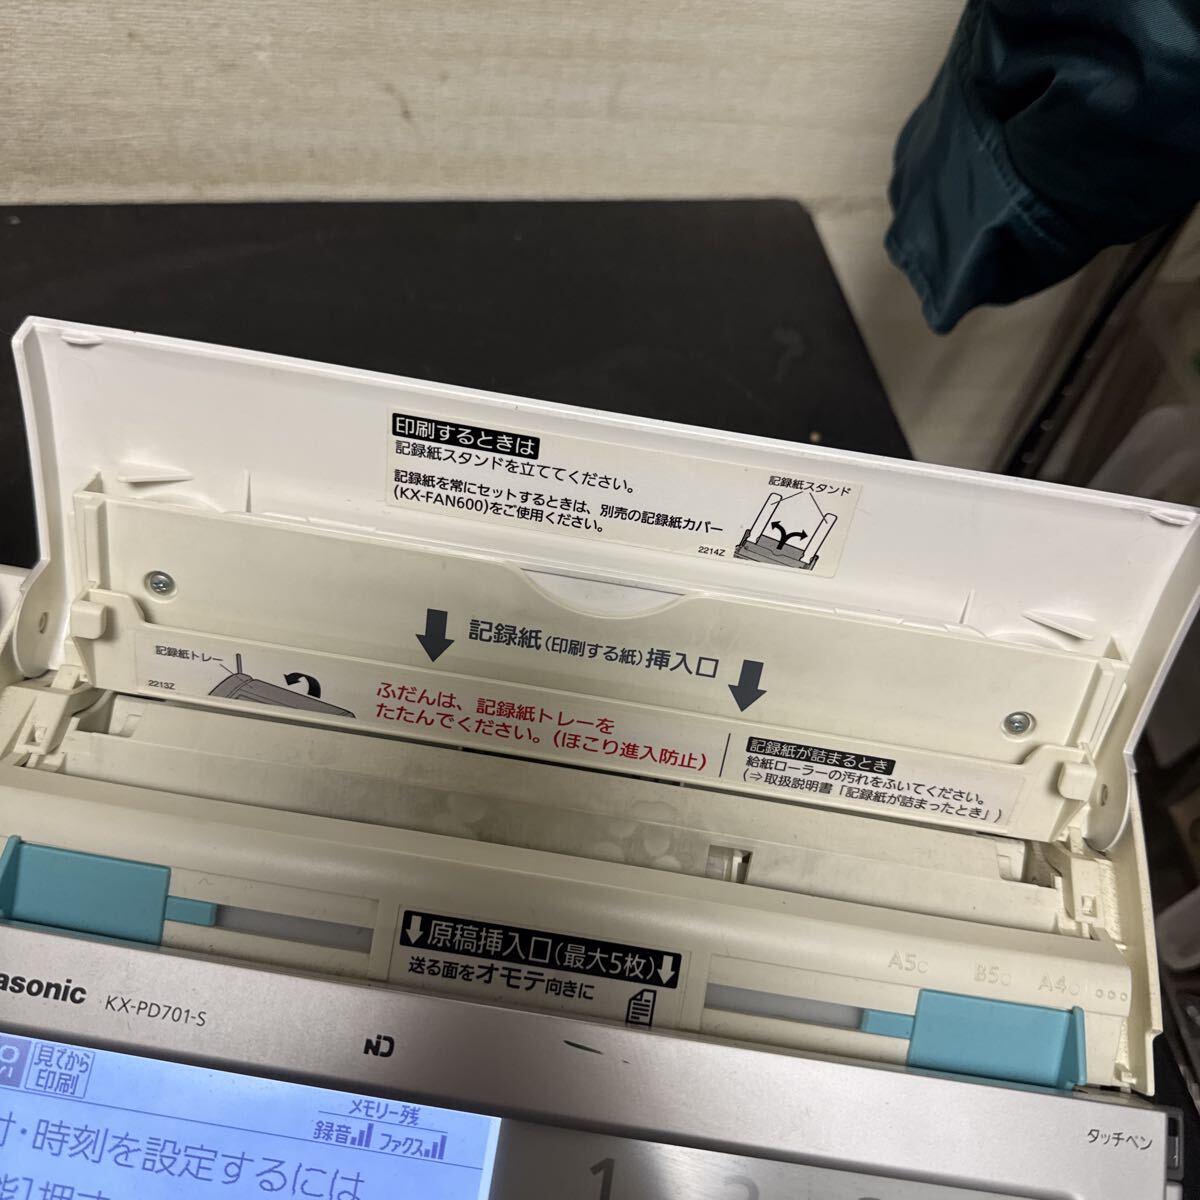 印刷するときは
記録紙スタンドを立ててください。
記録紙を常にセットするときは、別売の記録紙カバー
(KX-FAN600)をご使用ください。
記録紙スタンド
2214Z
記録紙(印刷する紙)挿入口
記録紙トレー
2213Z
ふだんは、記録紙トレーを
たたんでください。(ほこり進入防止)
記録紙が詰まるとき
給紙ローラーの汚れをふいてください。
(⇒取扱説明書「記録紙が詰まったとき」)
原稿挿入口(最大5枚)
送る面をオモテ向きに
A5
B5
A4
asonic KX-PD701-S
見てから
印刷
メモリー残
録音 ファクス
・時刻を設定するには
タッチペン
1